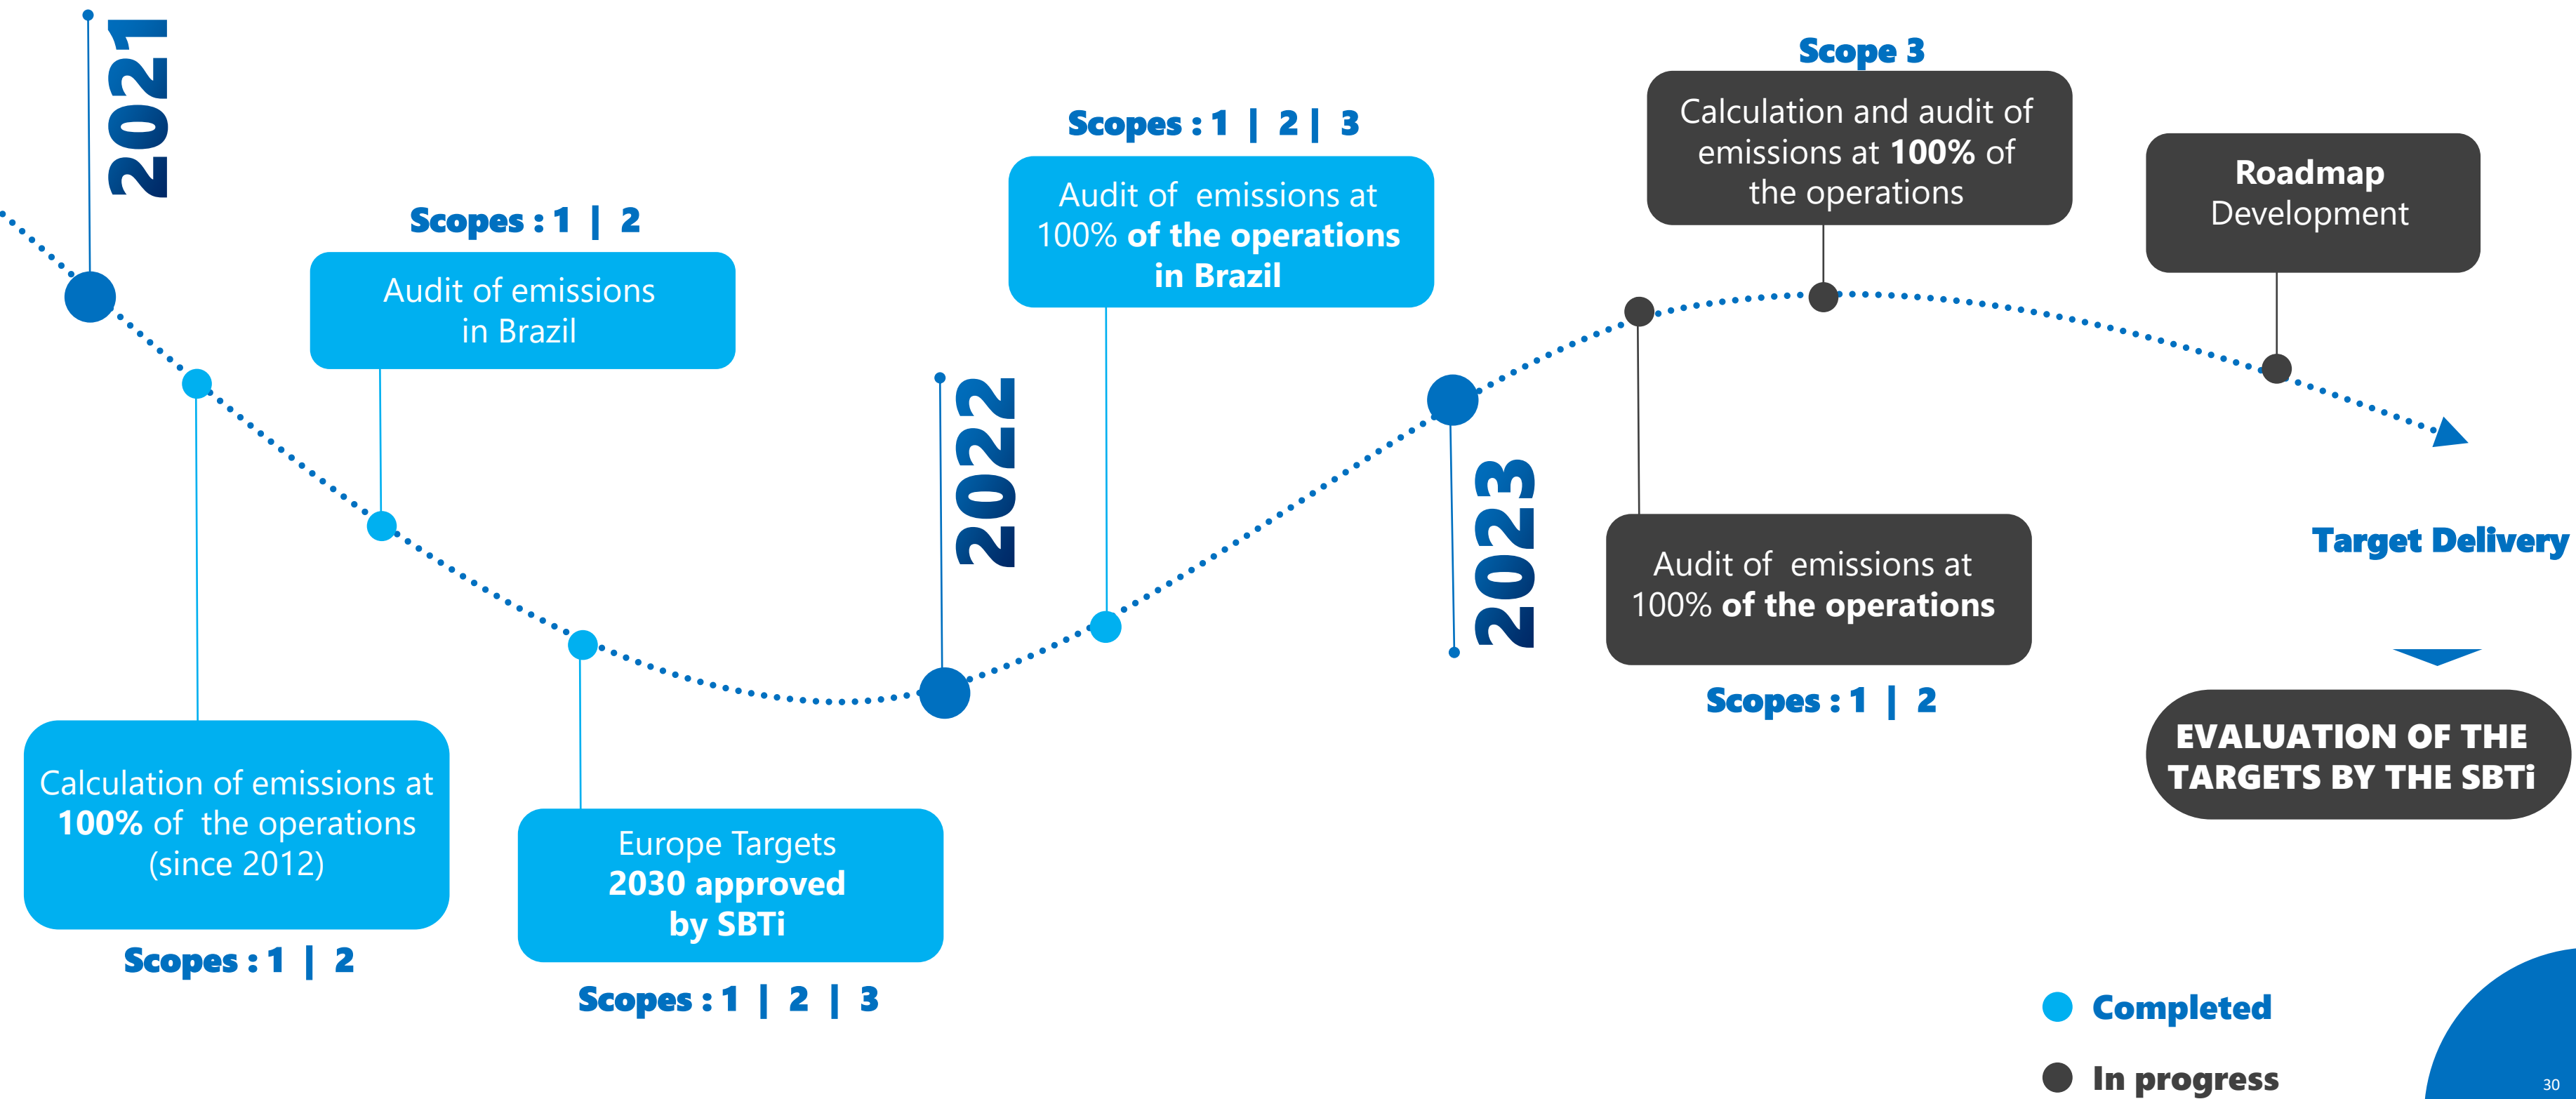 2021
Scopes : 1 | 2
Audit of emissions
in Brazil
Calculation of emissions at
100% of the operations
(since 2012)
Scopes : 1 | 2
Europe Targets
2030 approved
by SBTi
Scopes : 1 | 2 | 3
2022
Scopes : 1 | 2 | 3
Audit of emissions at
100% of the operations
in Brazil
2023
Audit of emissions at
100% of the operations
Scopes : 1 | 2
Scope 3
Calculation and audit of
emissions at 100% of
the operations
Roadmap
Development
Target Delivery
EVALUATION OF THE
TARGETS BY THE SBTi
Completed
In progress
30